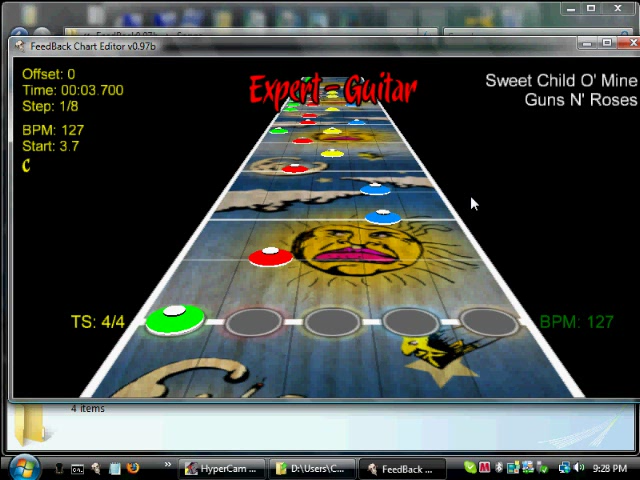 FeedBack Chart Editor v0.97b
Offset: 0
Time: 00:03.700
Step: 1/8
BPM: 127
Start: 3.7
C
Expert - Guitar
Sweet Child O' Mine
Guns N' Roses
TS: 4/4
BPM: 127
4 items
HyperCam ...
D:\Users\C...
FeedBack ...
9:28 PM